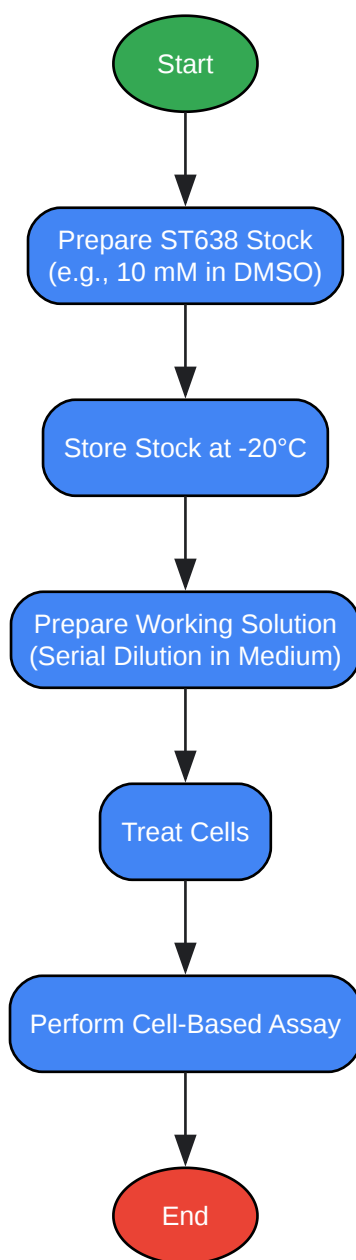 Start
Prepare ST638 Stock
(e.g., 10 mM in DMSO)
Store Stock at -20°C
Prepare Working Solution
(Serial Dilution in Medium)
Treat Cells
Perform Cell-Based Assay
End